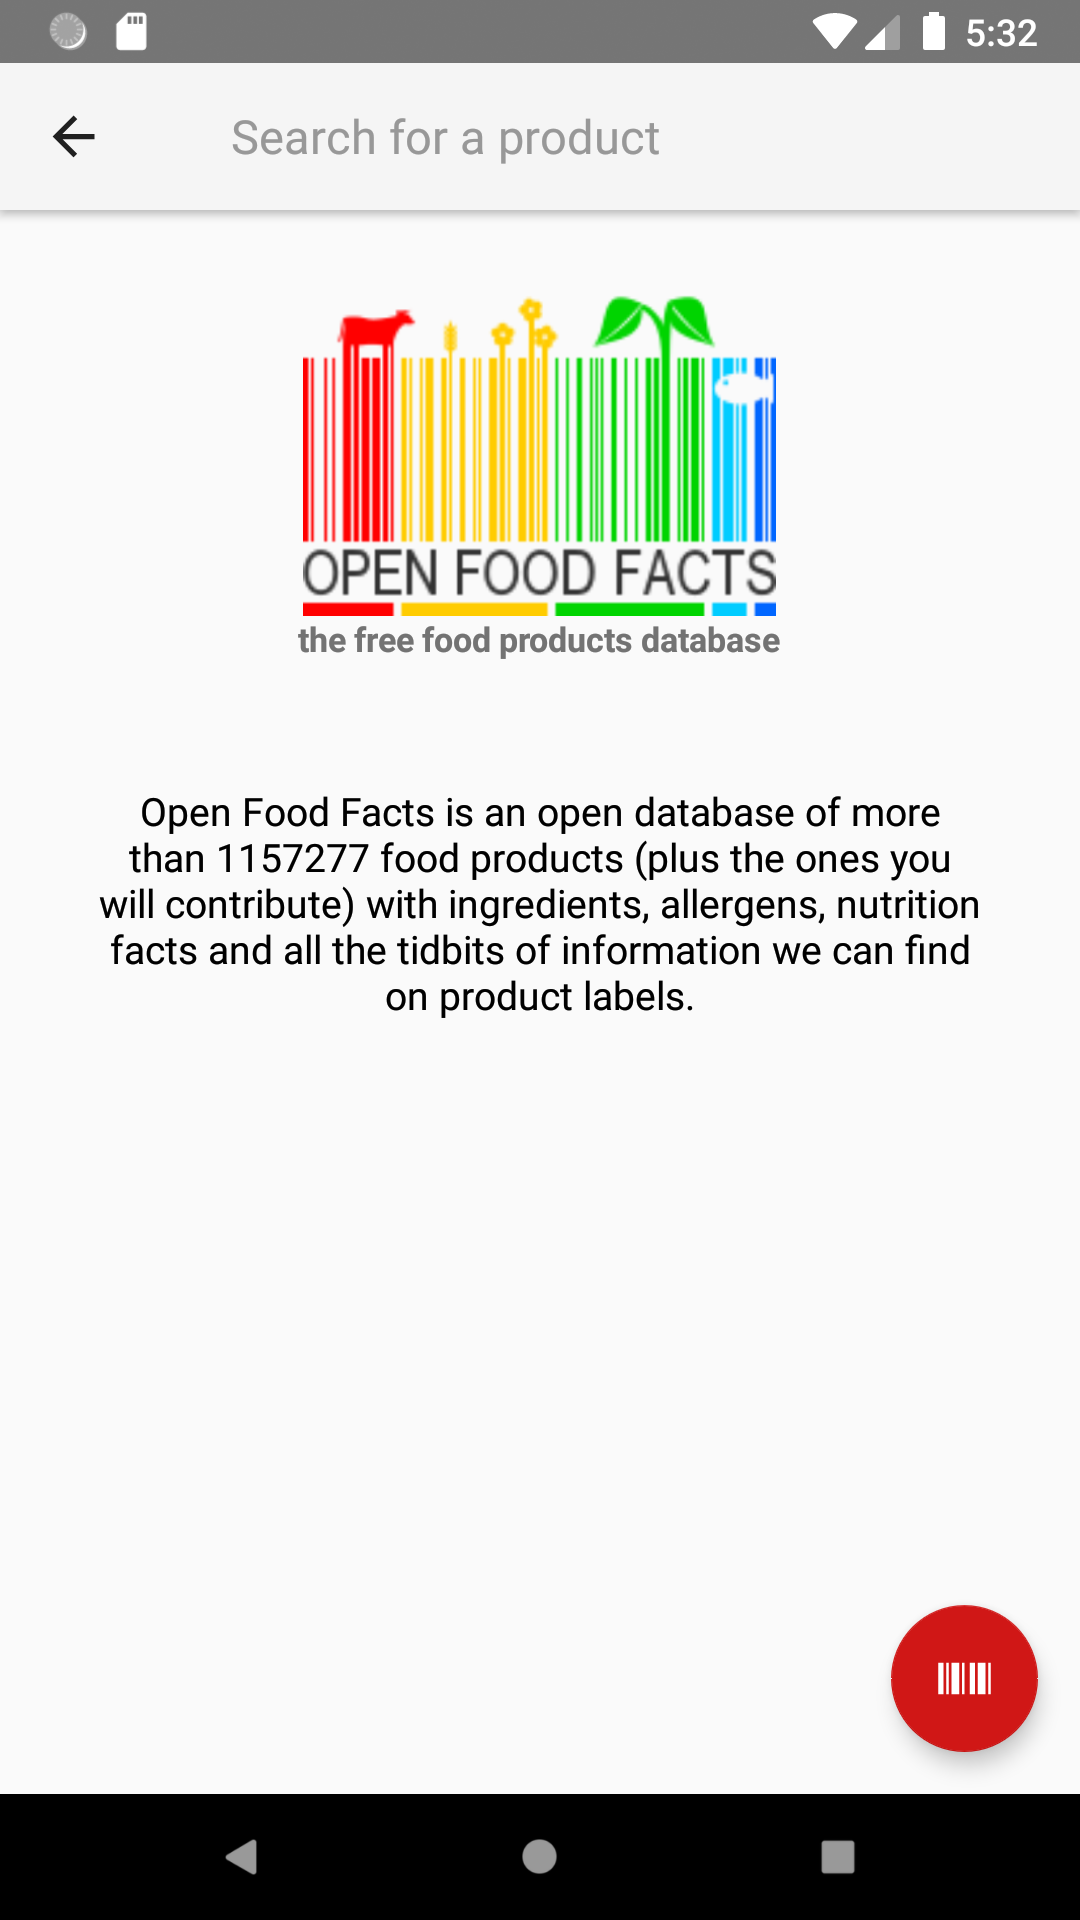 5:32
Search for a product
OPEN FOOD FACTS
the free food products database
Open Food Facts is an open database of more
than 1157277 food products (plus the ones you
will contribute) with ingredients, allergens, nutrition
facts and all the tidbits of information we can find
on product labels.